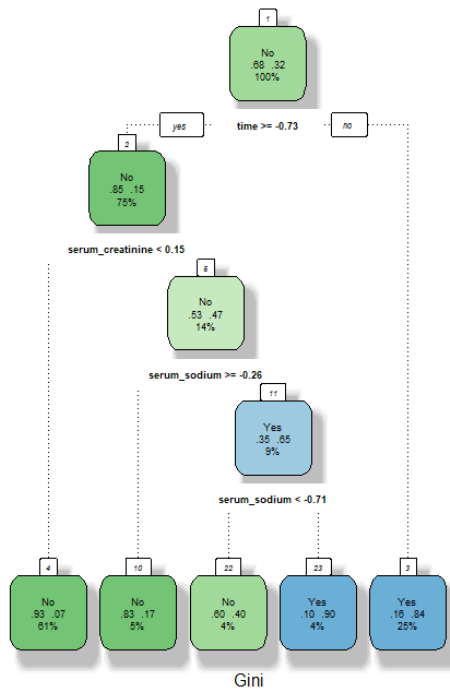 1
No
.68 .32
100%
yes time >= -0.73 no
2
No
.85 .15
75%
serum_creatinine < 0.15
5
No
.53 .47
14%
serum_sodium >= -0.26
11
Yes
.35 .65
9%
serum_sodium < -0.71
4 10 22 23 3
No No No Yes Yes
.93 .07 .83 .17 .60 .40 .10 .90 .16 .84
61% 5% 4% 4% 25%
Gini